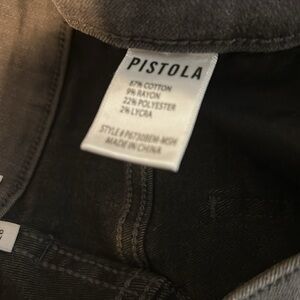 PISTOLA
67% COTTON
9% RAYON
22% POLYESTER
2% LYCRA
MADE IN CHINA